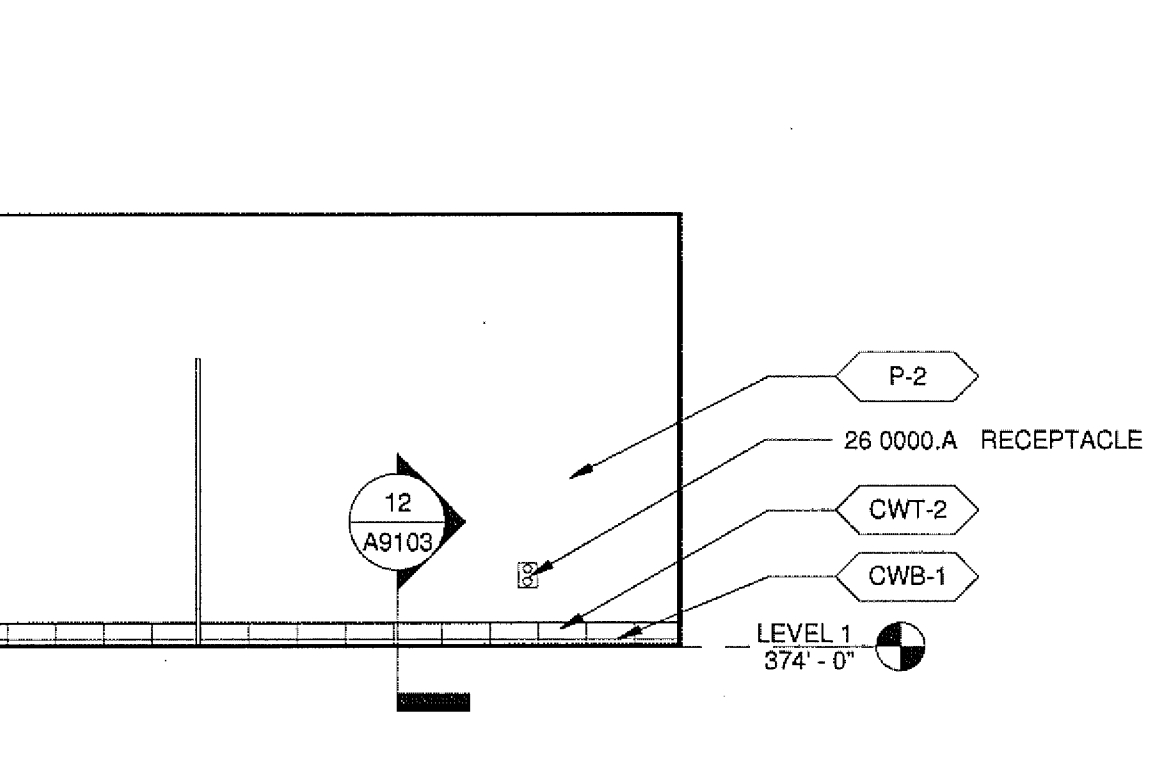 P-2
26 0000.A RECEPTACLE
12
A9103
CWT-2
CWB-1
LEVEL 1
374' - 0"